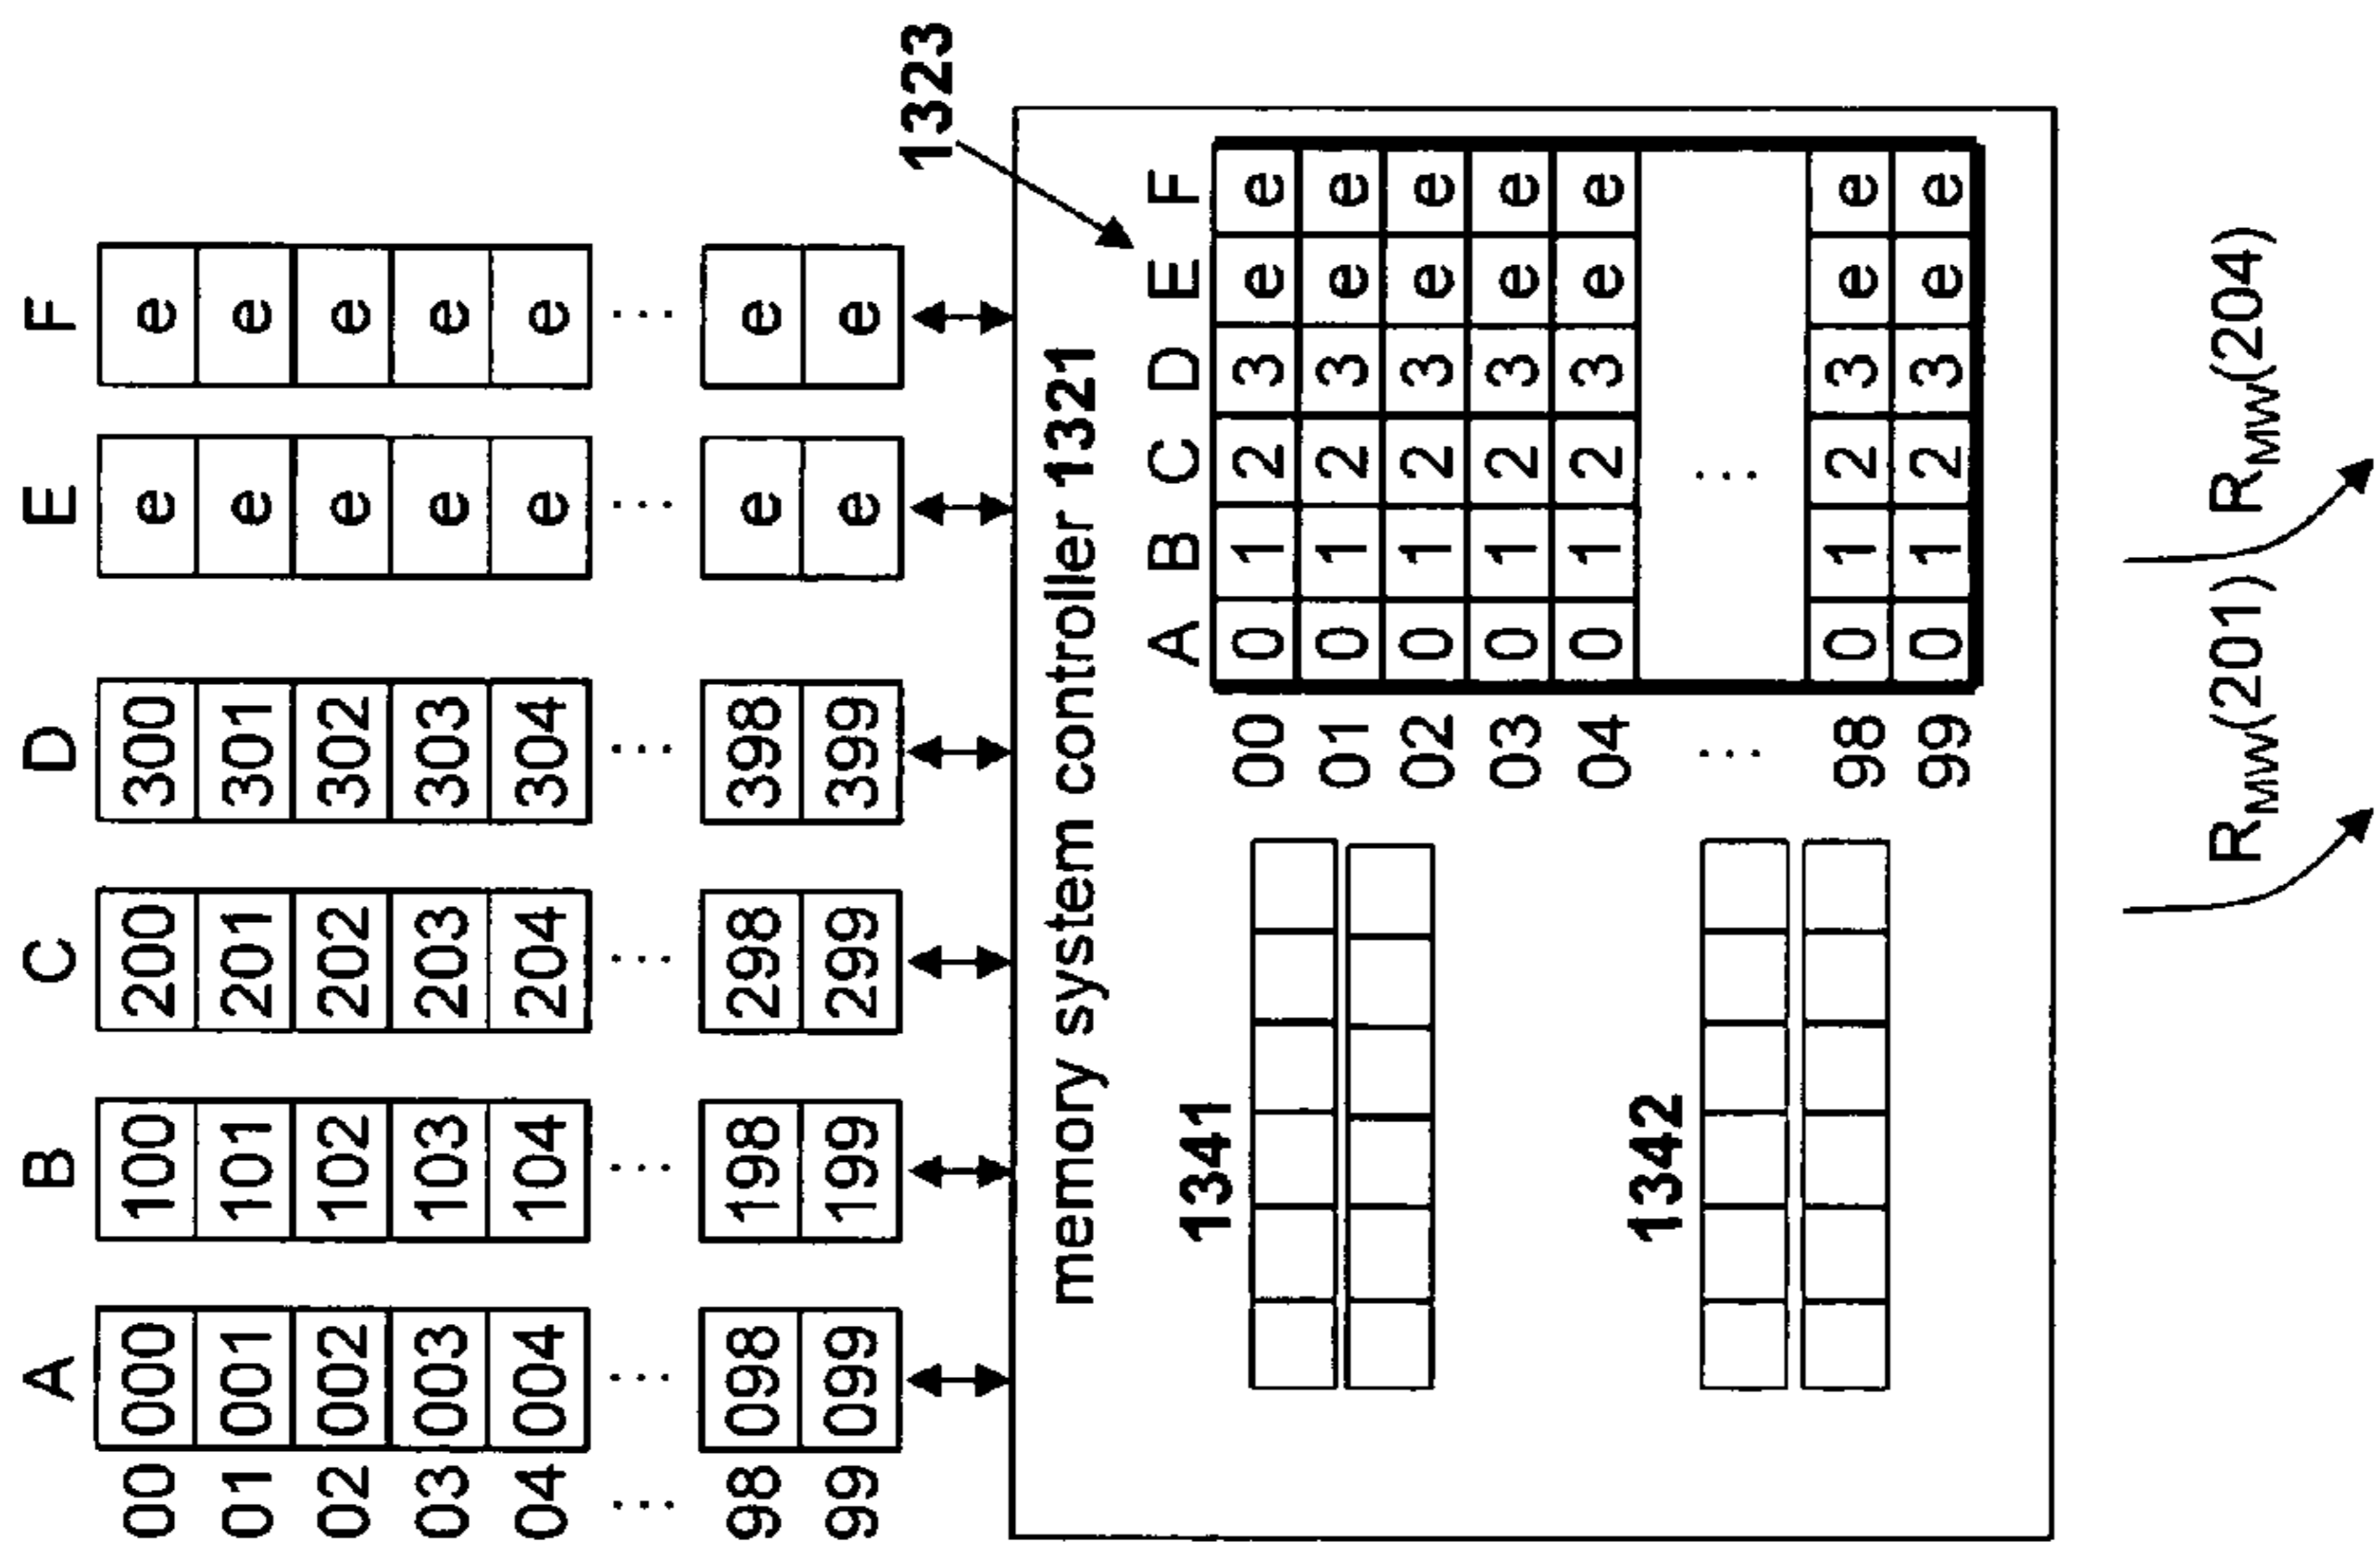 A B C D E F
00 000 100 200 300 e e
01 001 101 201 301 e e
02 002 102 202 302 e e
03 003 103 203 303 e e
04 004 104 204 304 e e
... ... ... ... ... ... ...
98 098 198 298 398 e e
99 099 199 299 399 e e
1323
memory system controller 1321
A B C D E F
1341
00 0 1 2 3 e e
01 0 1 2 3 e e
02 0 1 2 3 e e
03 0 1 2 3 e e
04 0 1 2 3 e e
1342
... ...
98 0 1 2 3 e e
99 0 1 2 3 e e
RMW(201) RMW(204)